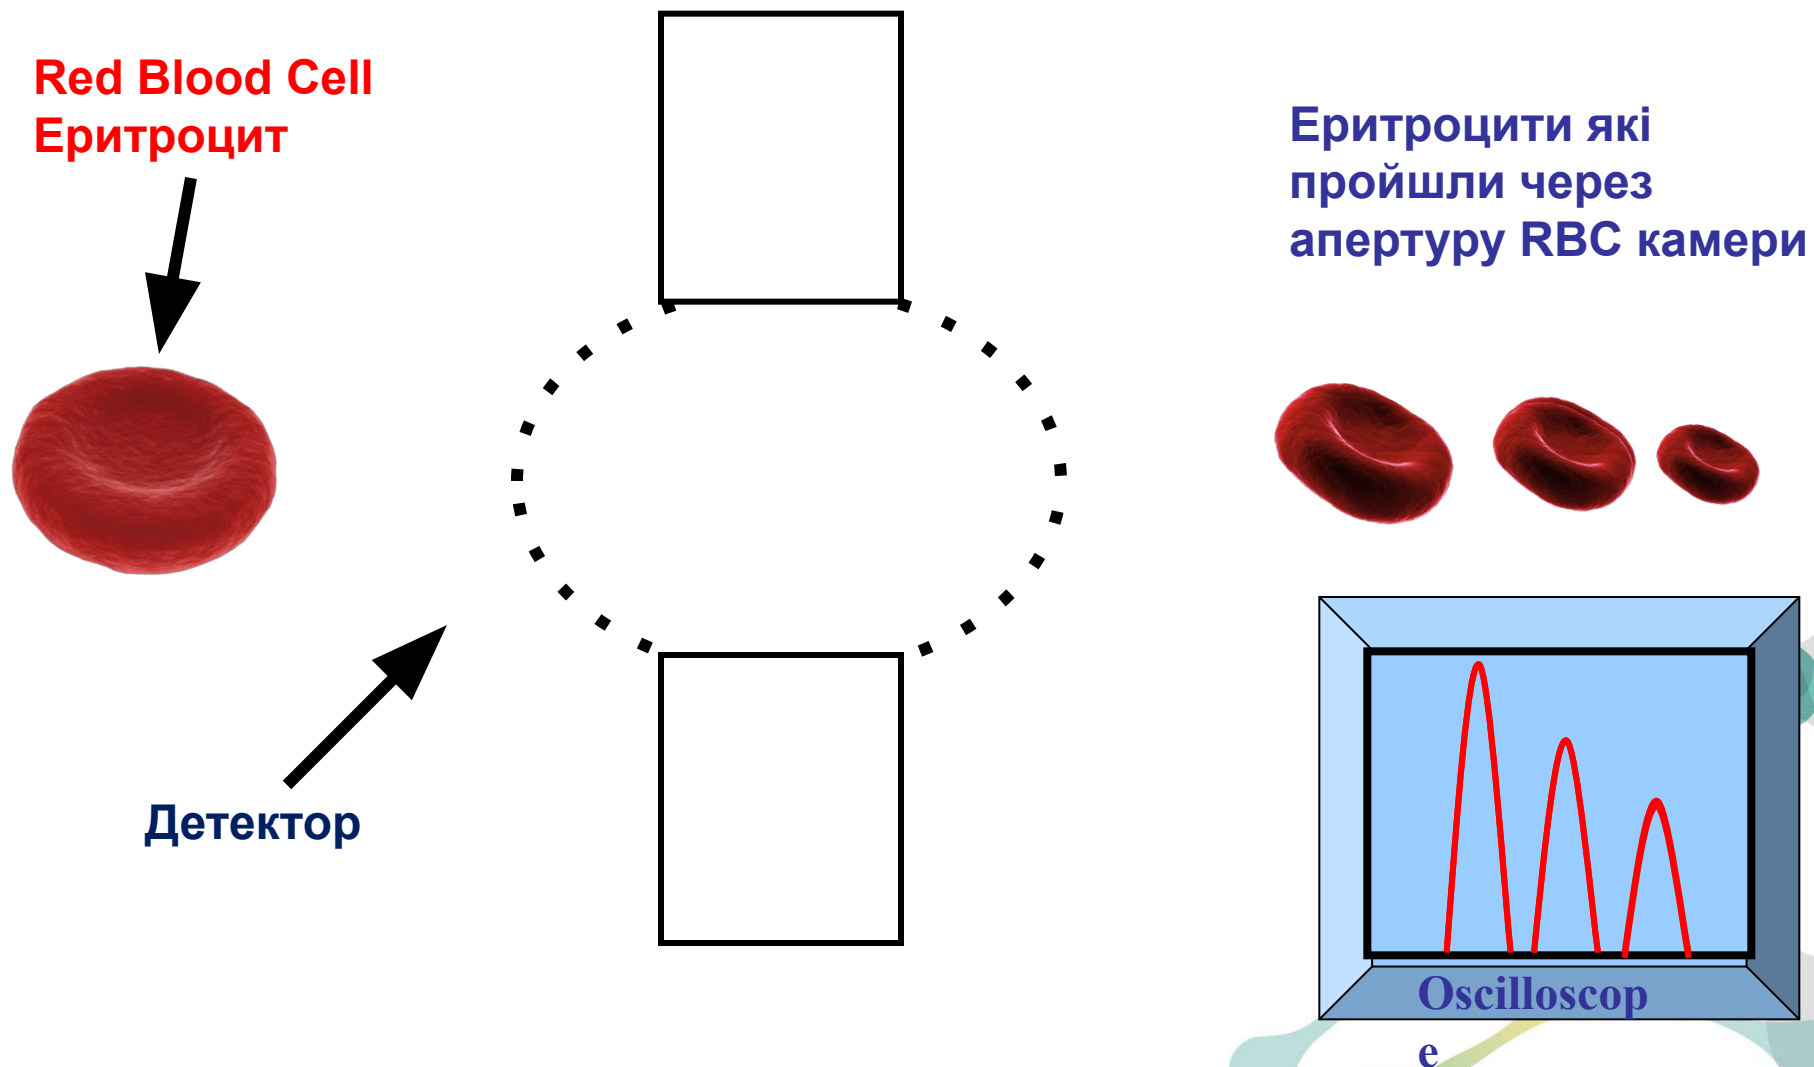 Red Blood Cell
Еритроцит
Еритроцити які
пройшли через
апертуру RBC камери
Детектор
Oscilloscop
e